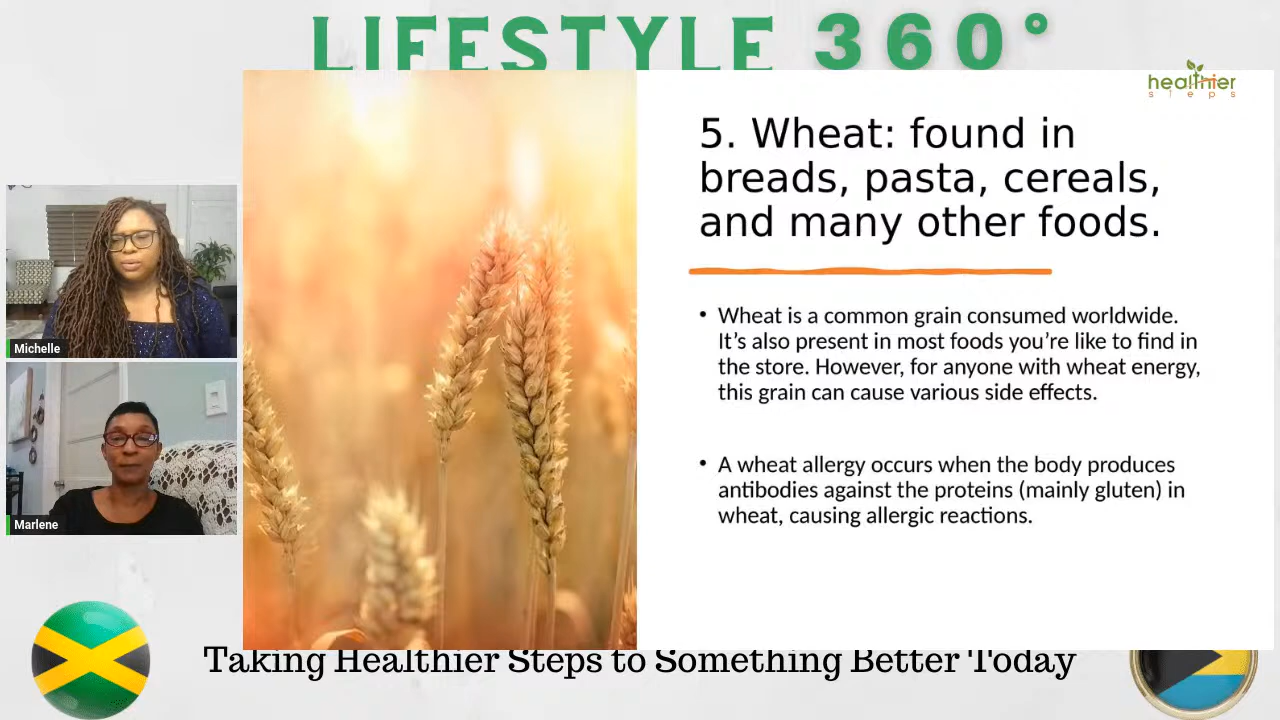 LIFESTYLE 360°
healthier
steps
5. Wheat: found in
breads, pasta, cereals,
and many other foods.
• Wheat is a common grain consumed worldwide.
It’s also present in most foods you’re like to find in
the store. However, for anyone with wheat energy,
this grain can cause various side effects.
• A wheat allergy occurs when the body produces
antibodies against the proteins (mainly gluten) in
wheat, causing allergic reactions.
Michelle
Marlene
Taking Healthier Steps to Something Better Today